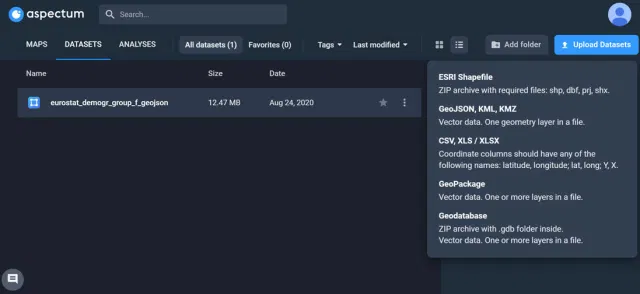 aspectum
Search...
MAPS
DATASETS
ANALYSES
All datasets (1)
Favorites (0)
Tags
Last modified
Add folder
Upload Datasets
Name
Size
Date
eurostat_demogr_group_f_geojson
12.47 MB
Aug 24, 2020
ESRI Shapefile
ZIP archive with required files: shp, dbf, prj, shx.
GeoJSON, KML, KMZ
Vector data. One geometry layer in a file.
CSV, XLS / XLSX
Coordinate columns should have any of the
following names: latitude, longitude; lat, long; Y, X.
GeoPackage
Vector data. One or more layers in a file.
Geodatabase
ZIP archive with .gdb folder inside.
Vector data. One or more layers in a file.